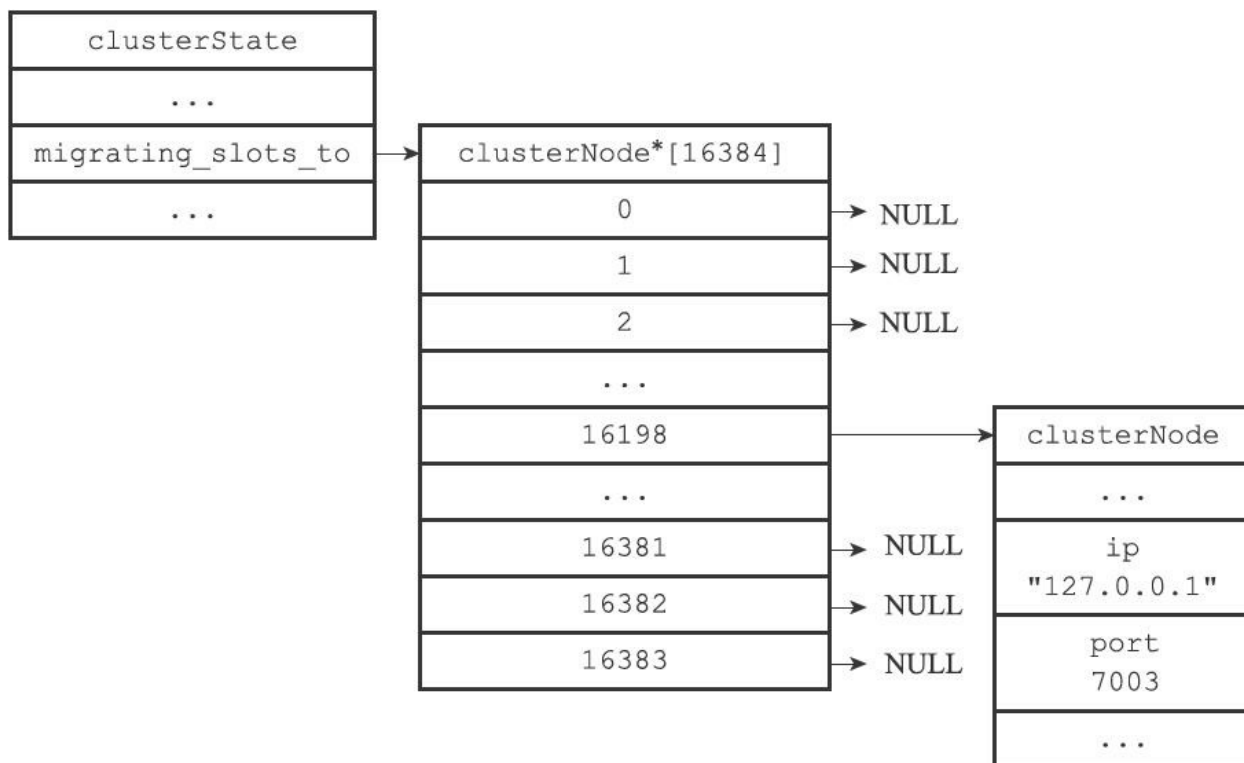 clusterState
...
migrating_slots_to
...
clusterNode*[16384]
0
NULL
1
NULL
2
NULL
...
16198
...
16381
NULL
16382
NULL
16383
NULL
clusterNode
...
ip
"127.0.0.1"
port
7003
...